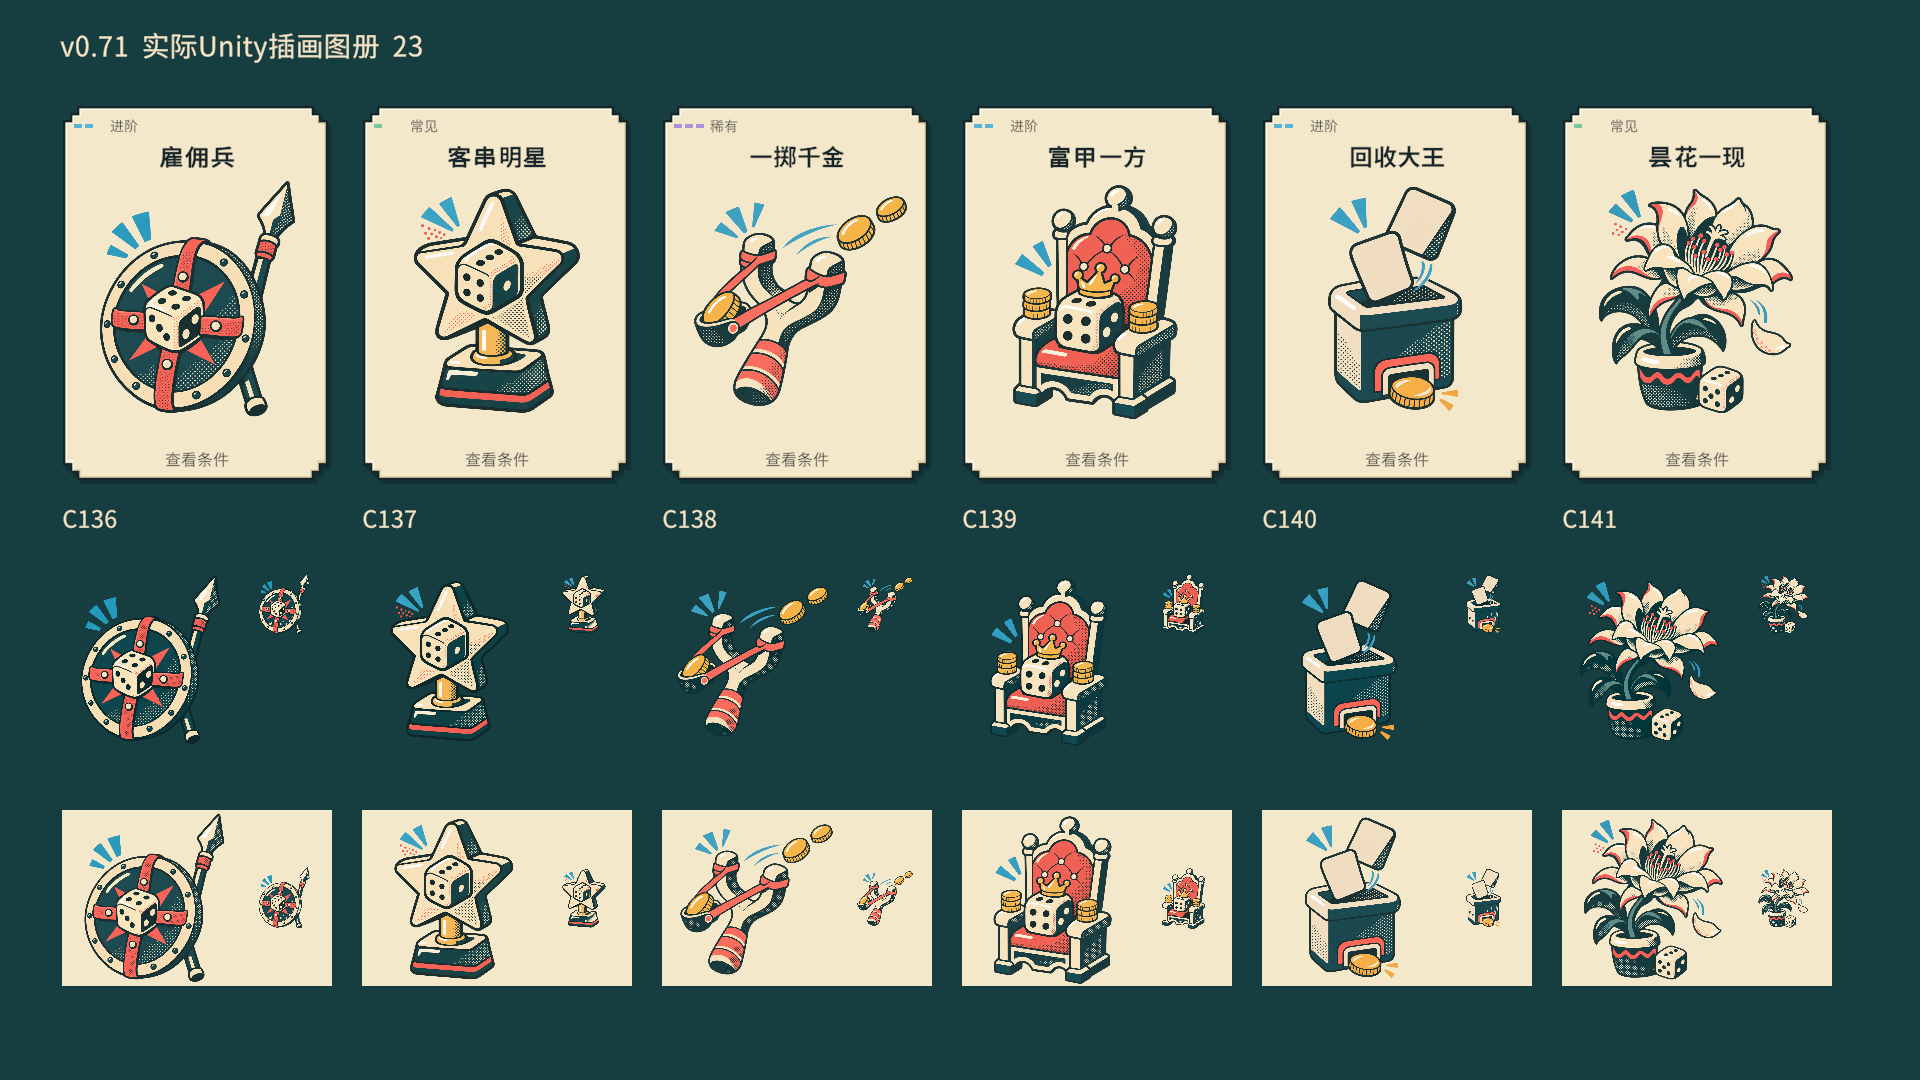 v0.71 实际Unity插画图册 23
进阶
雇佣兵
查看条件
常见
客串明星
查看条件
稀有
一掷千金
查看条件
进阶
富甲一方
查看条件
进阶
回收大王
查看条件
常见
昙花一现
查看条件
C136
C137
C138
C139
C140
C141